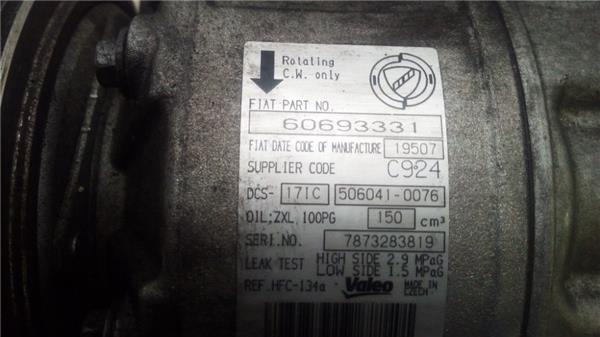 Rotating
C.W. only
FIAT PART NO.
60693331
FIAT DATE CODE OF MANUFACTURE 19507
SUPPLIER CODE C924
DCS- 171C 506041-0076
OIL;ZXL 100PG 150 cm³
SERI.NO. 7873283819
LEAK TEST HIGH SIDE 2.9 MPaG
LOW SIDE 1.5 MPaG
REF.HFC-134a Valeo MADE IN CZECH